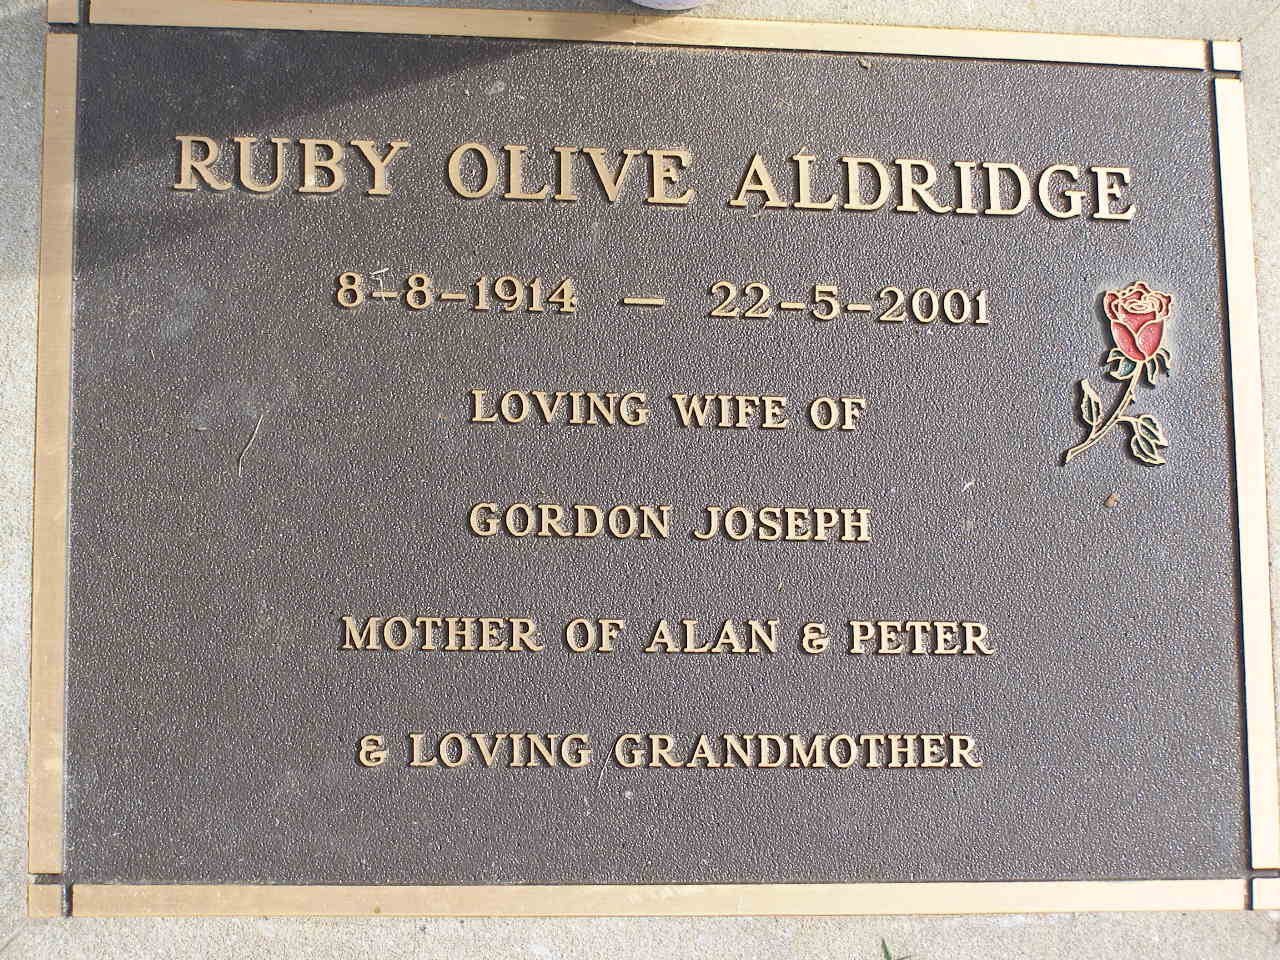 RUBY OLIVE ALDRIDGE
8-8-1914 — 22-5-2001
LOVING WIFE OF
GORDON JOSEPH
MOTHER OF ALAN & PETER
& LOVING GRANDMOTHER